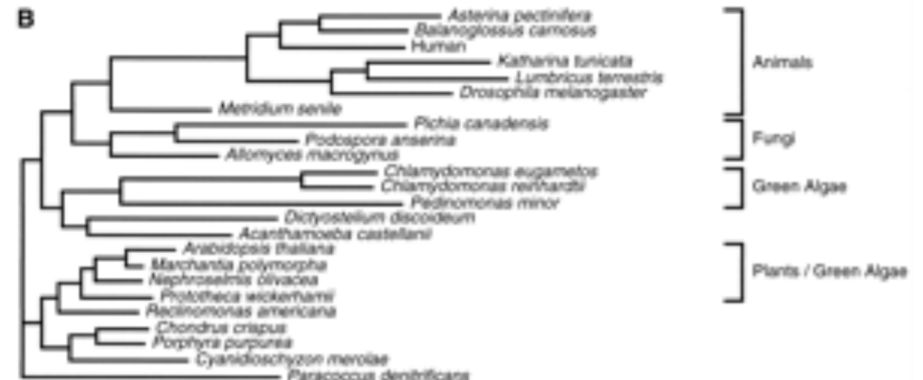 B
Asterina pectinifera
Balanoglossus carnosus
Human
Katharina tunicata
Lumbricus terrestris
Drosophila melanogaster
Metridium senile
Animals
Pichia canadensis
Podospora anserina
Allomyces macrogynus
Fungi
Chlamydomonas eugametos
Chlamydomonas reinhardtii
Pedinomonas minor
Green Algae
Dictyostelium discoideum
Acanthamoeba castellanii
Arabidopsis thaliana
Marchantia polymorpha
Nephroselmis olivacea
Prototheca wickerhamii
Plants / Green Algae
Reclinomonas americana
Chondrus crispus
Porphyra purpurea
Cyanidioschyzon merolae
Paracoccus denitrificans